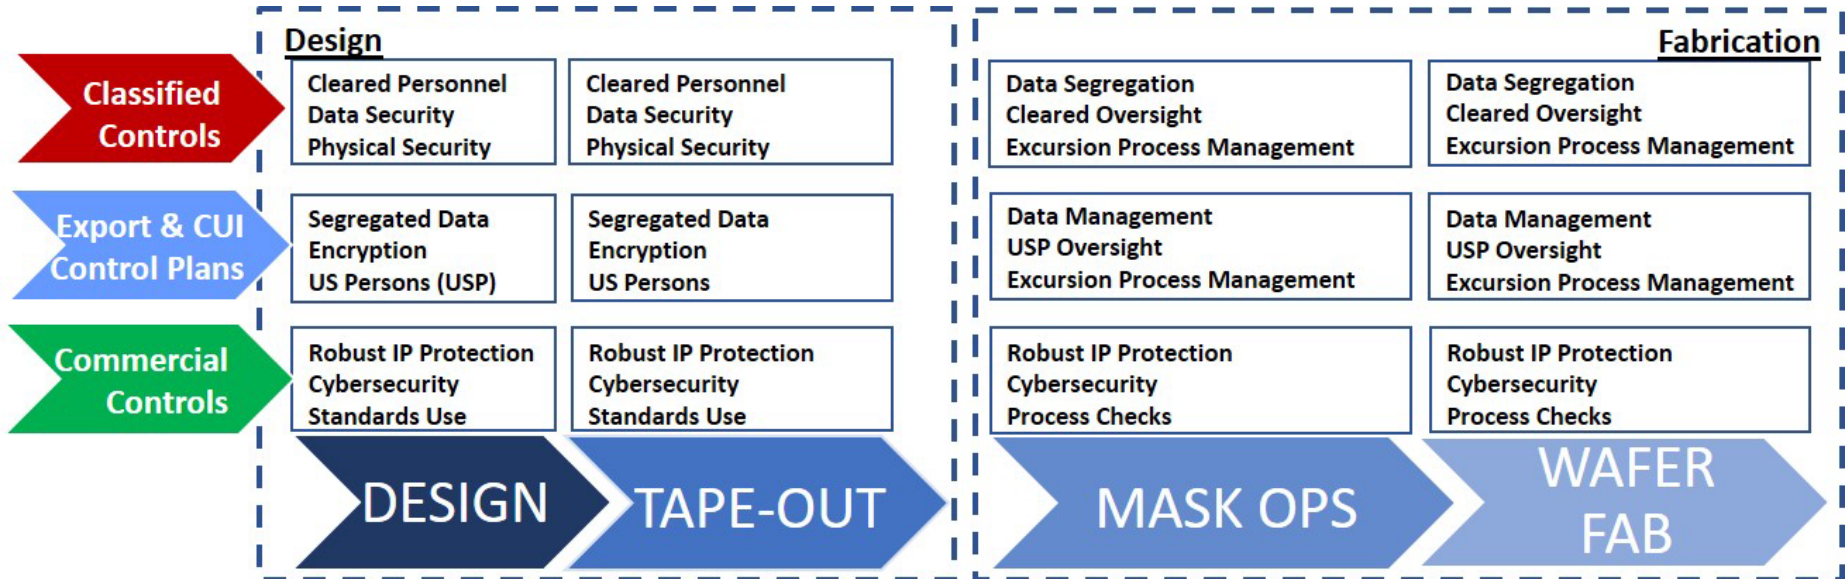 Design
Fabrication
Classified
Controls
Cleared Personnel
Data Security
Physical Security
Cleared Personnel
Data Security
Physical Security
Data Segregation
Cleared Oversight
Excursion Process Management
Data Segregation
Cleared Oversight
Excursion Process Management
Export & CUI
Control Plans
Segregated Data
Encryption
US Persons (USP)
Segregated Data
Encryption
US Persons
Data Management
USP Oversight
Excursion Process Management
Data Management
USP Oversight
Excursion Process Management
Commercial
Controls
Robust IP Protection
Cybersecurity
Standards Use
Robust IP Protection
Cybersecurity
Standards Use
Robust IP Protection
Cybersecurity
Process Checks
Robust IP Protection
Cybersecurity
Process Checks
DESIGN
TAPE-OUT
MASK OPS
WAFER
FAB